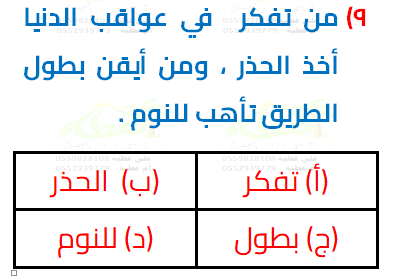 ٩) من تفكر في عواقب الدنيا
أخذ الحذر ، ومن أيقن بطول
الطريق تأهب للنوم .
(أ) تفكر (ب) الحذر
(ج) بطول (د) للنوم